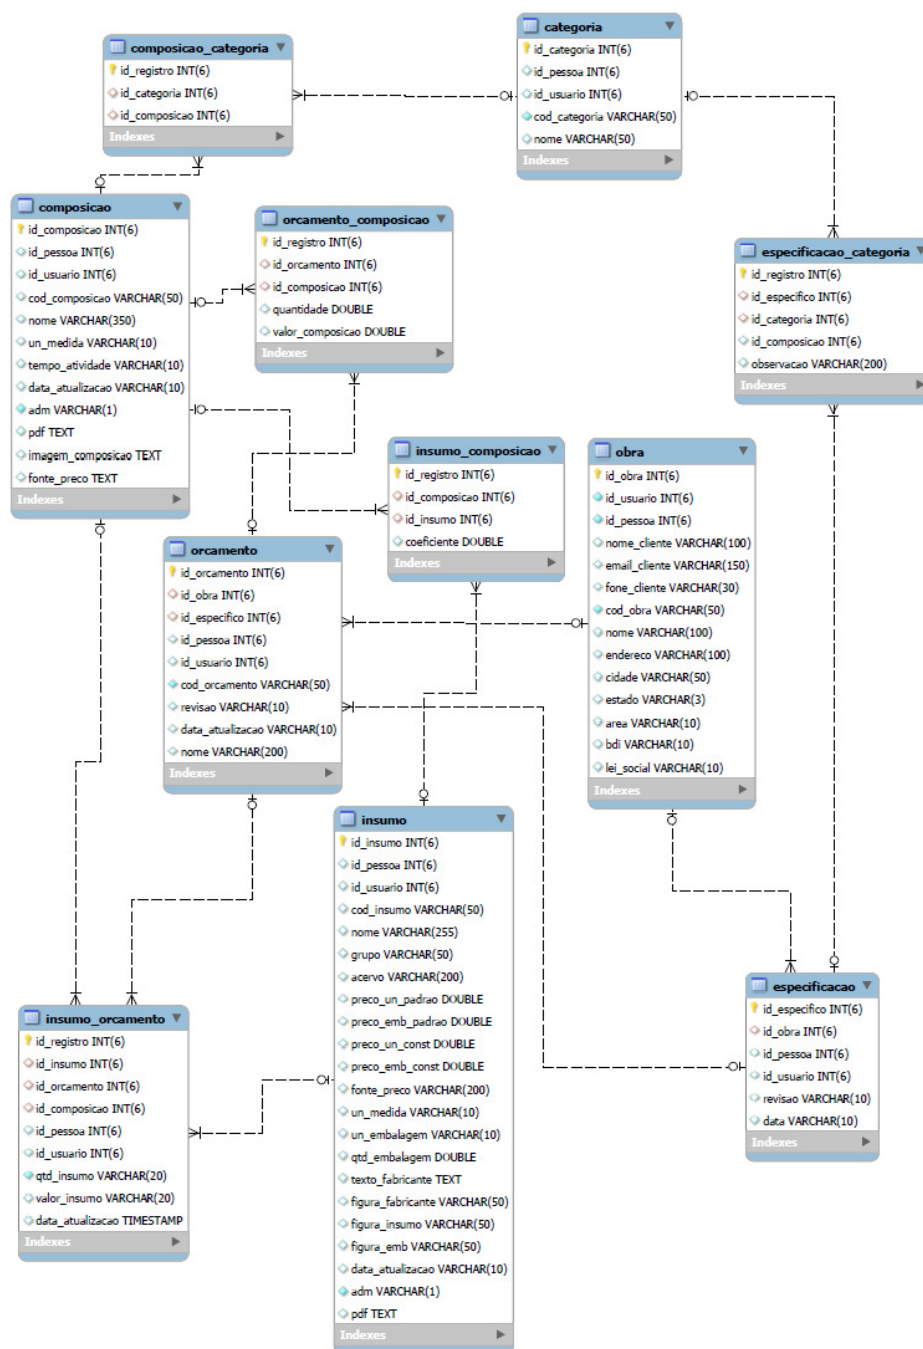 composicao_categoria
id_registro INT(6)
id_categoria INT(6)
id_composicao INT(6)
Indexes
categoria
id_categoria INT(6)
id_pessoa INT(6)
id_usuario INT(6)
cod_categoria VARCHAR(50)
nome VARCHAR(50)
Indexes
composicao
id_composicao INT(6)
id_pessoa INT(6)
id_usuario INT(6)
cod_composicao VARCHAR(50)
nome VARCHAR(350)
un_medida VARCHAR(10)
tempo_atividade VARCHAR(10)
data_atualizacao VARCHAR(10)
adm VARCHAR(1)
pdf TEXT
imagem_composicao TEXT
fonte_preco TEXT
Indexes
orcamento_composicao
id_registro INT(6)
id_orcamento INT(6)
id_composicao INT(6)
quantidade DOUBLE
valor_composicao DOUBLE
Indexes
especificacao_categoria
id_registro INT(6)
id_especifico INT(6)
id_categoria INT(6)
id_composicao INT(6)
observacao VARCHAR(200)
Indexes
insumo_composicao
id_registro INT(6)
id_composicao INT(6)
id_insumo INT(6)
coeficiente DOUBLE
Indexes
obra
id_obra INT(6)
id_usuario INT(6)
id_pessoa INT(6)
nome_cliente VARCHAR(100)
email_cliente VARCHAR(150)
fone_cliente VARCHAR(30)
cod_obra VARCHAR(50)
nome VARCHAR(100)
endereco VARCHAR(100)
cidade VARCHAR(50)
estado VARCHAR(3)
area VARCHAR(10)
bdi VARCHAR(10)
lei_social VARCHAR(10)
Indexes
orcamento
id_orcamento INT(6)
id_obra INT(6)
id_especifico INT(6)
id_pessoa INT(6)
id_usuario INT(6)
cod_orcamento VARCHAR(50)
revisao VARCHAR(10)
data_atualizacao VARCHAR(10)
nome VARCHAR(200)
Indexes
insumo
id_insumo INT(6)
id_pessoa INT(6)
id_usuario INT(6)
cod_insumo VARCHAR(50)
nome VARCHAR(255)
grupo VARCHAR(50)
acervo VARCHAR(200)
preco_un_padrao DOUBLE
preco_emb_padrao DOUBLE
preco_un_const DOUBLE
preco_emb_const DOUBLE
fonte_preco VARCHAR(200)
un_medida VARCHAR(10)
un_embalagem VARCHAR(10)
qtd_embalagem DOUBLE
texto_fabricante TEXT
figura_fabricante VARCHAR(50)
figura_insumo VARCHAR(50)
figura_emb VARCHAR(50)
data_atualizacao VARCHAR(10)
adm VARCHAR(1)
pdf TEXT
Indexes
especificacao
id_especifico INT(6)
id_obra INT(6)
id_pessoa INT(6)
id_usuario INT(6)
revisao VARCHAR(10)
data VARCHAR(10)
Indexes
insumo_orcamento
id_registro INT(6)
id_insumo INT(6)
id_orcamento INT(6)
id_composicao INT(6)
id_pessoa INT(6)
id_usuario INT(6)
qtd_insumo VARCHAR(20)
valor_insumo VARCHAR(20)
data_atualizacao TIMESTAMP
Indexes